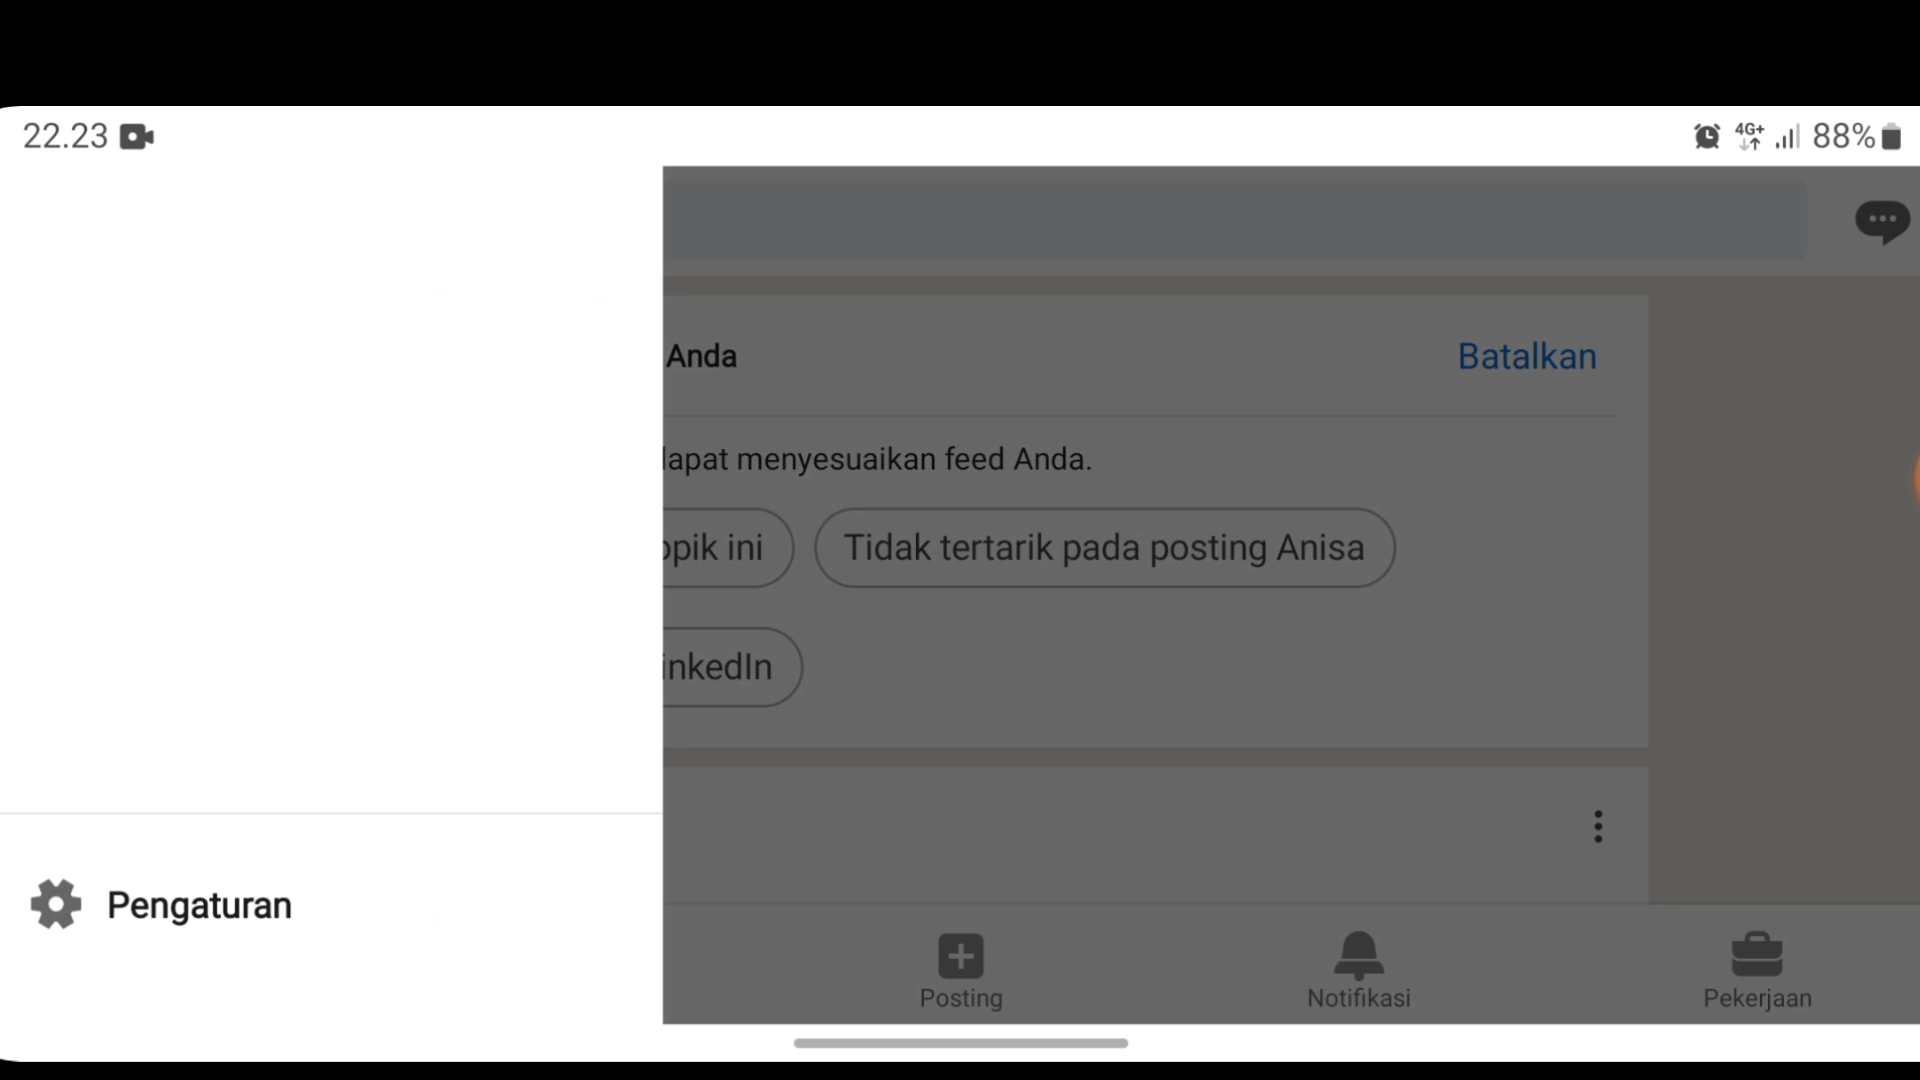 22.23
4G+ 88%
Anda
Batalkan
dapat menyesuaikan feed Anda.
opik ini
Tidak tertarik pada posting Anisa
inkedIn
Pengaturan
Posting
Notifikasi
Pekerjaan